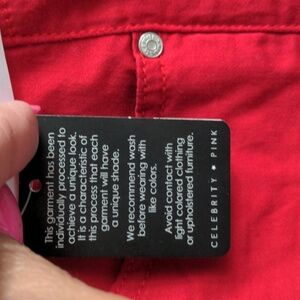 This garment has been
individually processed to
achieve a unique look.
It is a characteristic of
this process that each
garment will have
a unique shade.
We recommend wash
before wearing with
like colors.
Avoid contact with
light colored clothing
or upholstered furniture.
CELEBRITY ★ PINK